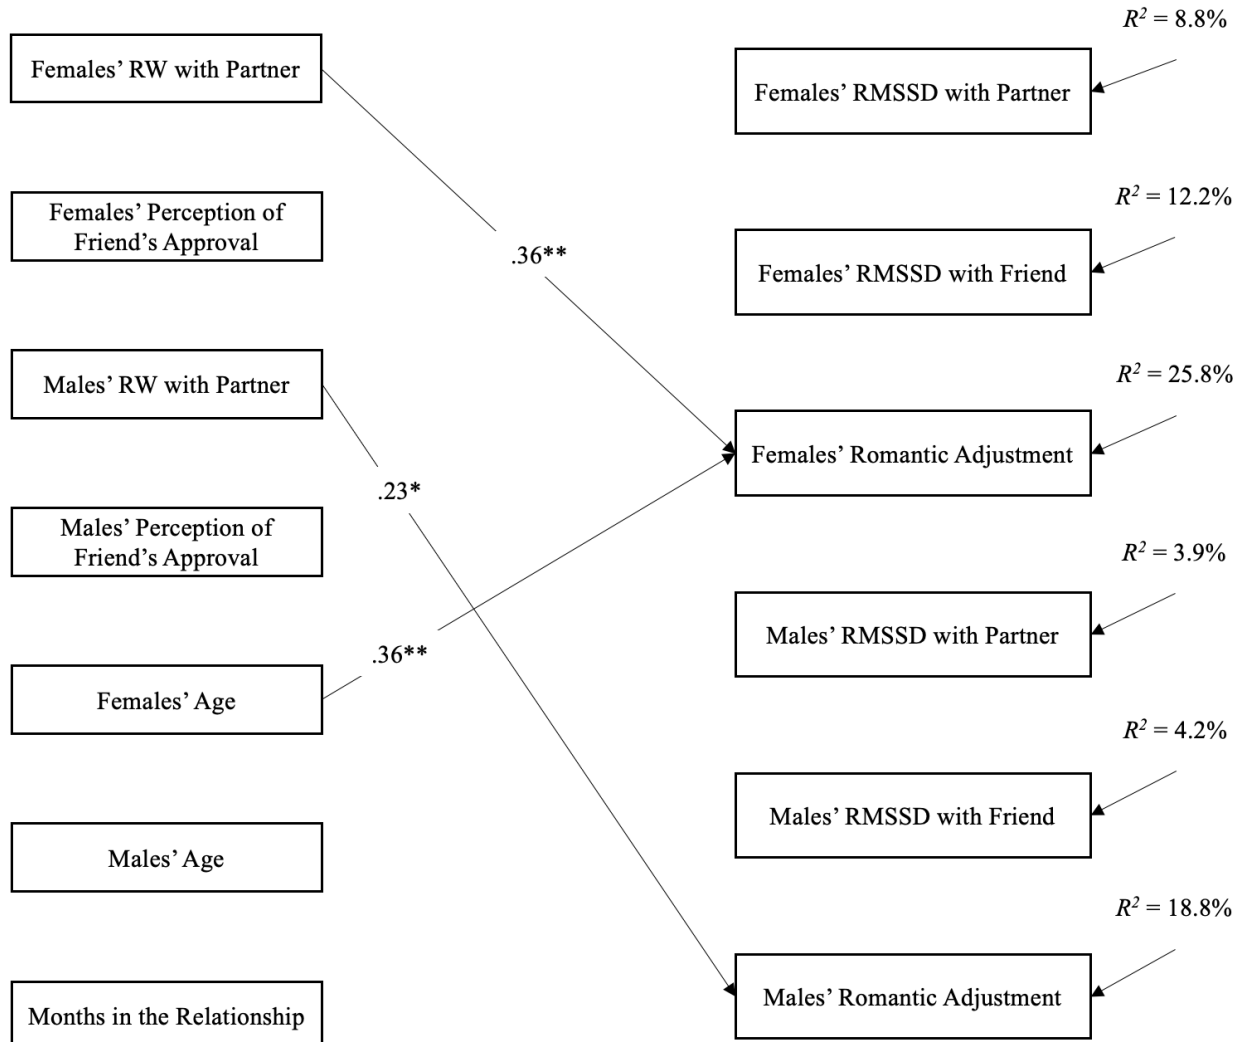 R² = 8.8%
Females’ RW with Partner
Females’ RMSSD with Partner
R² = 12.2%
Females’ Perception of
Friend’s Approval
.36**
Females’ RMSSD with Friend
R² = 25.8%
Males’ RW with Partner
Females’ Romantic Adjustment
.23*
Males’ Perception of
Friend’s Approval
R² = 3.9%
Males’ RMSSD with Partner
.36**
Females’ Age
R² = 4.2%
Males’ RMSSD with Friend
Males’ Age
R² = 18.8%
Males’ Romantic Adjustment
Months in the Relationship